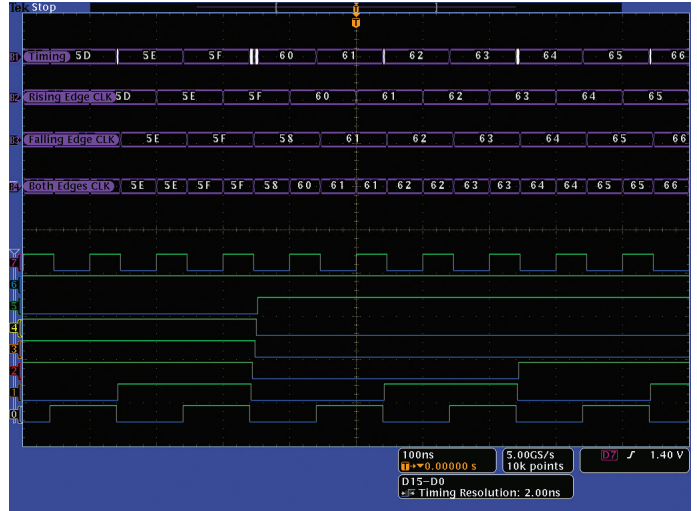 Tek Stop
T
T
B1 Timing 5D 5E 5F 60 61 62 63 64 65 66
B2 Rising Edge CLK 5D 5E 5F 60 61 62 63 64 65
B3 Falling Edge CLK 5E 5F 58 61 62 63 64 65 66
B4 Both Edges CLK 5E 5E 5F 5F 58 60 61 61 62 62 63 63 64 64 65 65 66
7
6
5
4
3
2
1
0
100ns 5.00GS/s D7 1.40 V
T→▼0.00000 s 10k points
D15-D0
Timing Resolution: 2.00ns